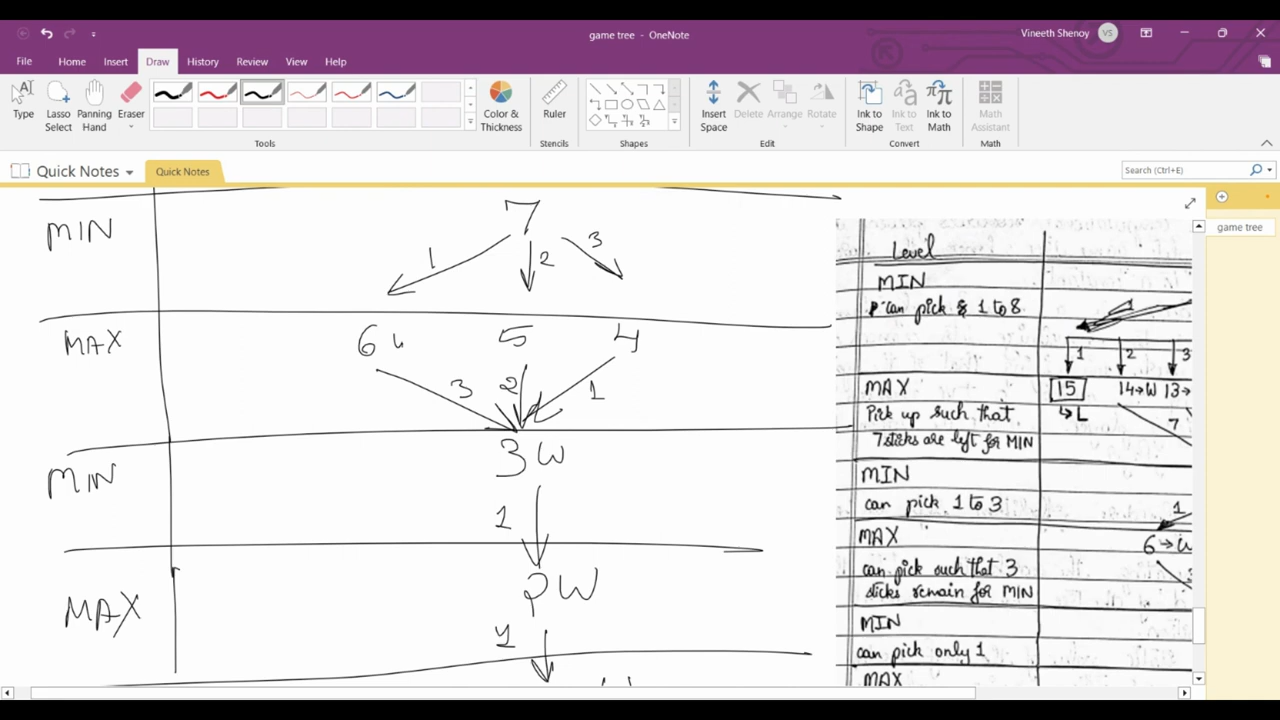 game tree - OneNote
Vineeth Shenoy
VS
File
Home
Insert
Draw
History
Review
View
Help
Type
Lasso Select
Panning Hand
Eraser
Color & Thickness
Ruler
Insert Space
Delete
Arrange
Rotate
Ink to Shape
Ink to Text
Ink to Math
Math Assistant
Tools
Stencils
Shapes
Edit
Convert
Math
Quick Notes
Quick Notes
Search (Ctrl+E)
game tree
MIN
7
1
2
3
MAX
6
5
4
3
2
1
MIN
3 W
1
MAX
2 W
1
Level
MIN
can pick 1 to 8
1 2 3
MAX
15 14→W 13→
Pick up such that
↳L
7
7 sticks are left for MIN
MIN
can pick 1 to 3
1
MAX
6→W
can pick such that 3
sticks remain for MIN
MIN
can pick only 1
MAX